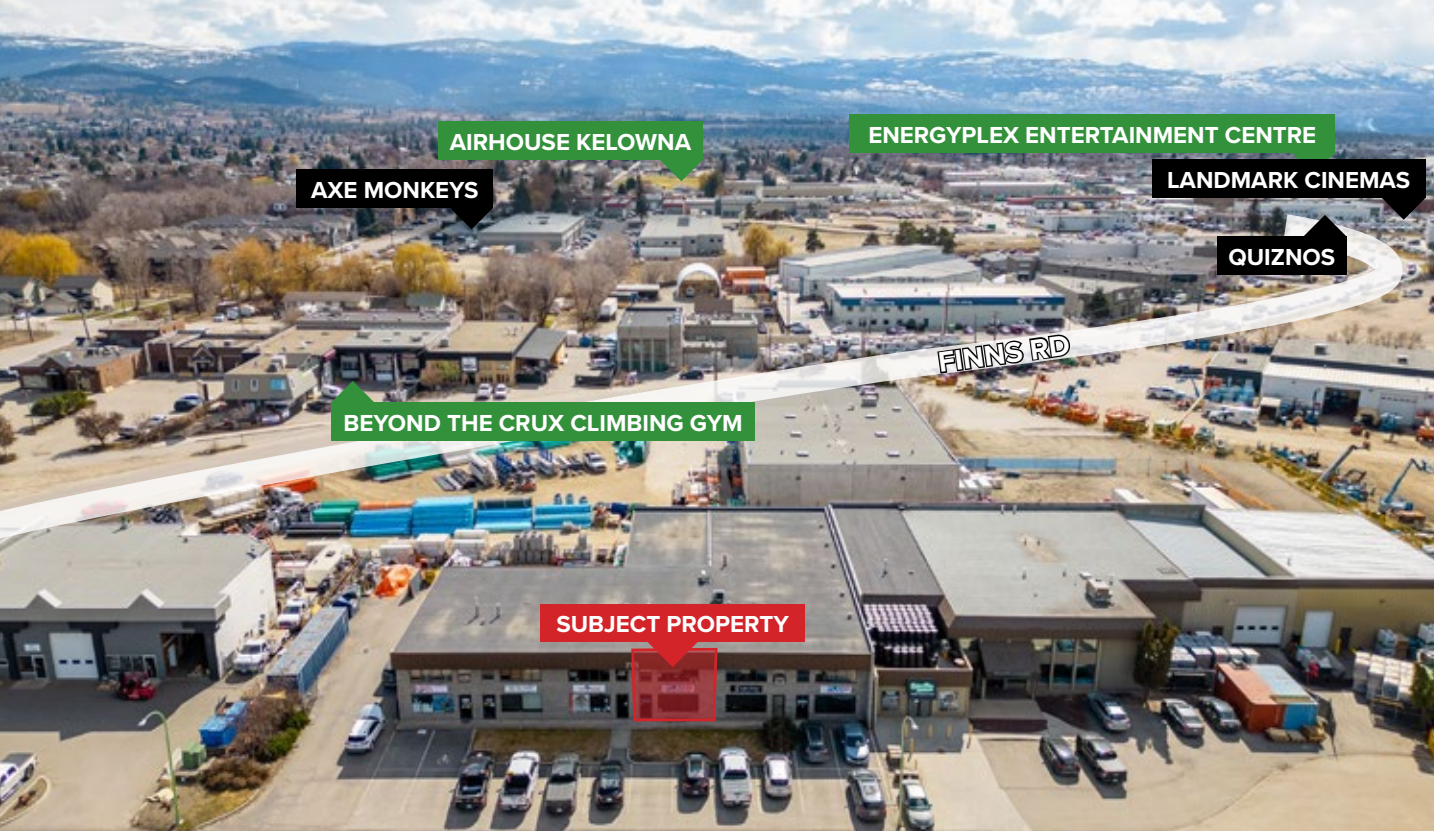 AIRHOUSE KELOWNA
ENERGYPLEX ENTERTAINMENT CENTRE
AXE MONKEYS
LANDMARK CINEMAS
QUIZNOS
FINNS RD
BEYOND THE CRUX CLIMBING GYM
SUBJECT PROPERTY